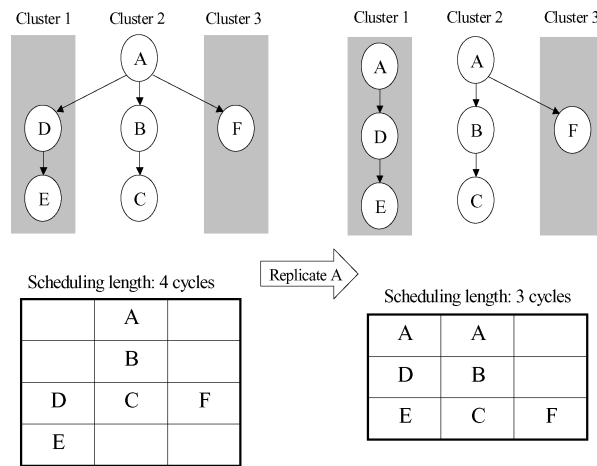 Cluster 1 Cluster 2 Cluster 3 Cluster 1 Cluster 2 Cluster 3
A A A
D B F D B F
E C E C
Replicate A
Scheduling length: 4 cycles
A
B
D C F
E
Scheduling length: 3 cycles
A A
D B
E C F